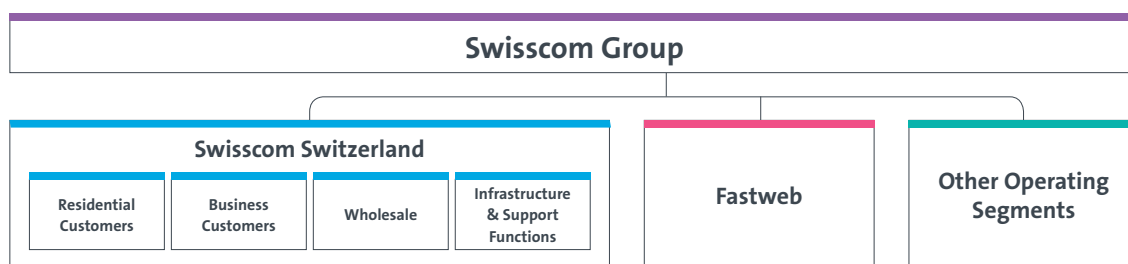 Swisscom Group
Swisscom Switzerland
Residential
Customers
Business
Customers
Wholesale
Infrastructure
& Support
Functions
Fastweb
Other Operating
Segments